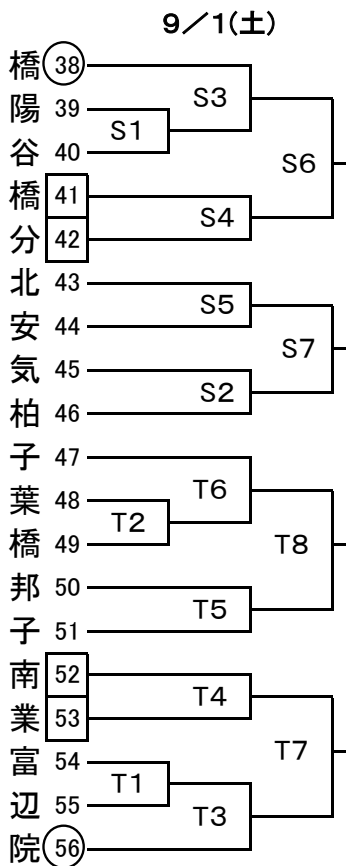 9／1(土)
橋 38
陽 39
谷 40
橋 41
分 42
北 43
安 44
気 45
柏 46
子 47
葉 48
橋 49
邦 50
子 51
南 52
業 53
富 54
辺 55
院 56
S1
S3
S4
S6
S5
S2
S7
T2
T6
T5
T8
T4
T1
T3
T7